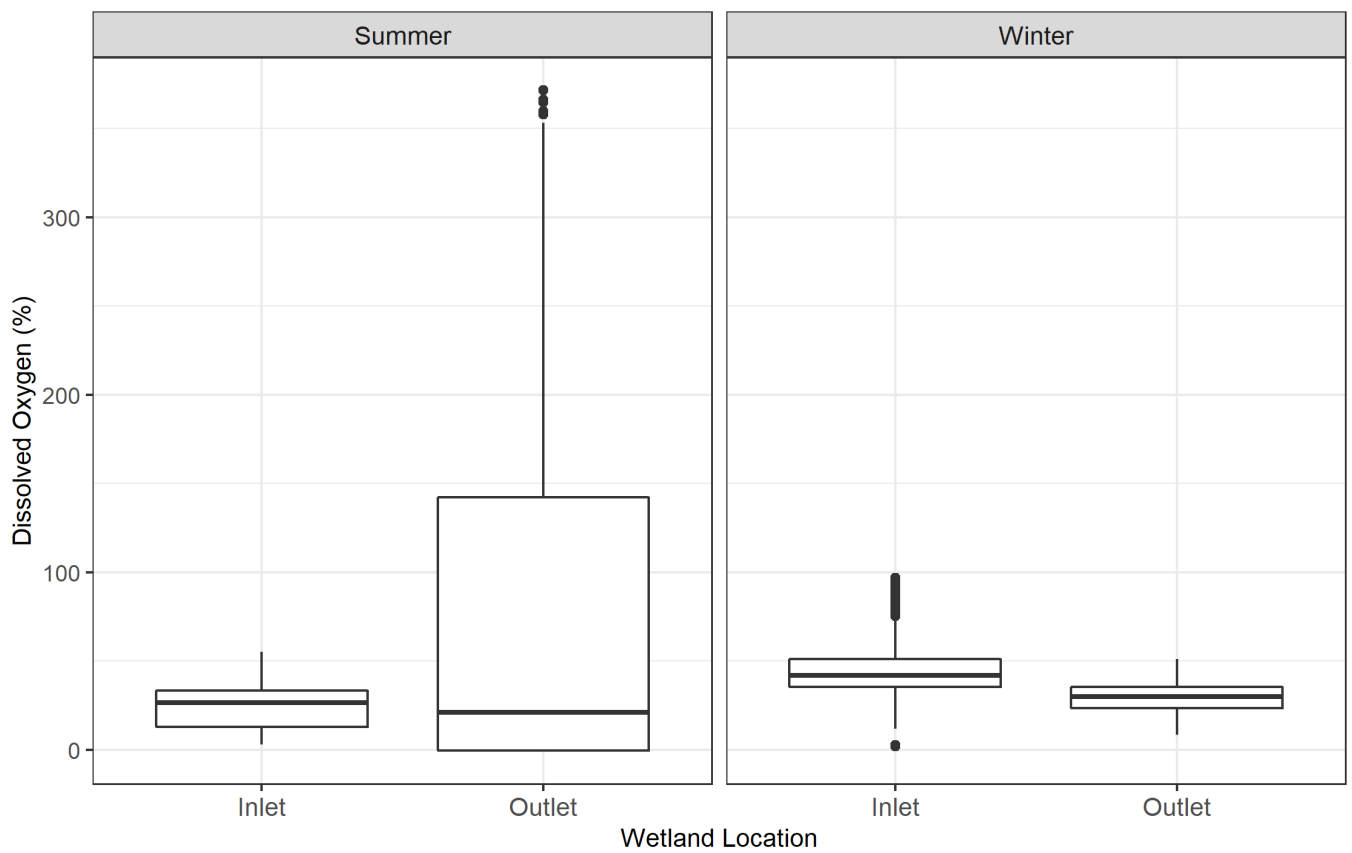 Summer
Winter
Dissolved Oxygen (%)
300
200
100
0
Inlet
Outlet
Inlet
Outlet
Wetland Location